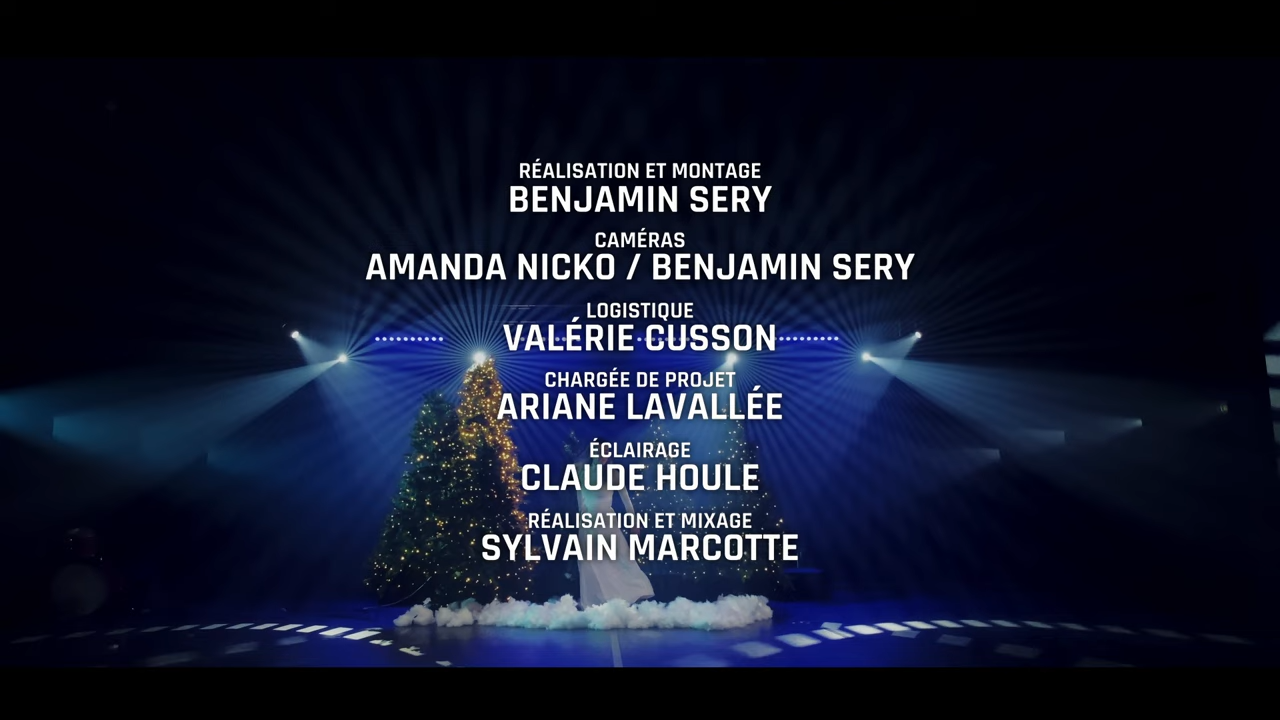 RÉALISATION ET MONTAGE
BENJAMIN SERY
CAMÉRAS
AMANDA NICKO / BENJAMIN SERY
LOGISTIQUE
VALÉRIE CUSSON
CHARGÉE DE PROJET
ARIANE LAVALLÉE
ÉCLAIRAGE
CLAUDE HOULE
RÉALISATION ET MIXAGE
SYLVAIN MARCOTTE